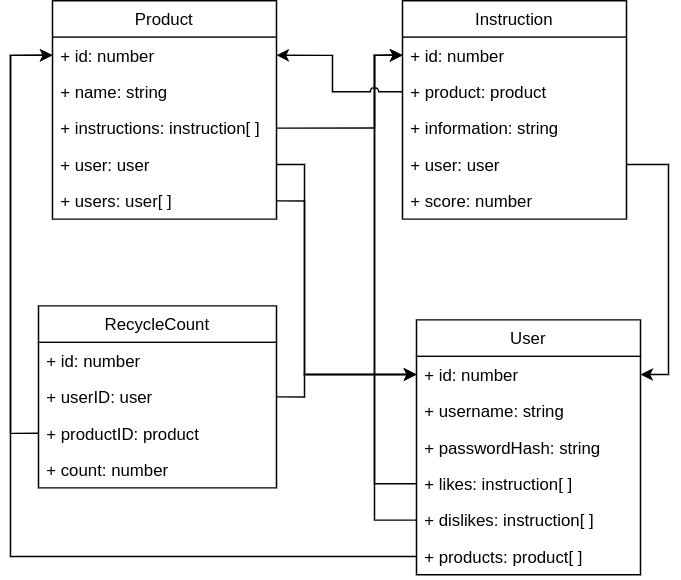 Product
+ id: number
+ name: string
+ instructions: instruction[ ]
+ user: user
+ users: user[ ]
Instruction
+ id: number
+ product: product
+ information: string
+ user: user
+ score: number
RecycleCount
+ id: number
+ userID: user
+ productID: product
+ count: number
User
+ id: number
+ username: string
+ passwordHash: string
+ likes: instruction[ ]
+ dislikes: instruction[ ]
+ products: product[ ]